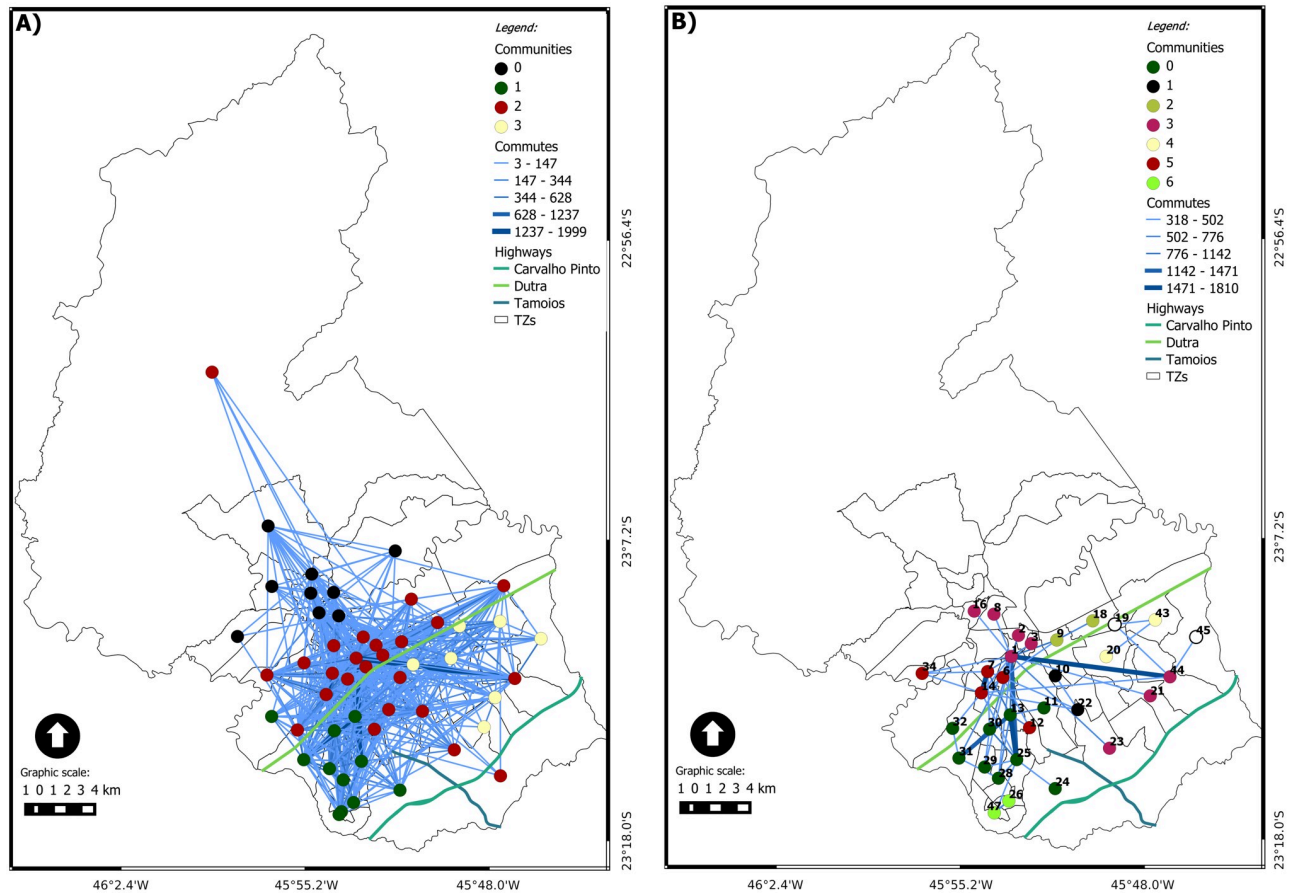 A)
Legend:
Communities
0
1
2
3
Commutes
3 - 147
147 - 344
344 - 628
628 - 1237
1237 - 1999
Highways
Carvalho Pinto
Dutra
Tamoios
TZs
22°56.4'S
23°7.2'S
23°18.0'S
Graphic scale:
1 0 1 2 3 4 km
46°2.4'W
45°55.2'W
45°48.0'W
B)
Legend:
Communities
0
1
2
3
4
5
6
Commutes
318 - 502
502 - 776
776 - 1142
1142 - 1471
1471 - 1810
Highways
Carvalho Pinto
Dutra
Tamoios
TZs
16
8
18
19
43
2
3
9
45
1
20
34
7
6
10
44
14
21
13
11
22
32
30
12
23
31
29
25
28
24
26
47
22°56.4'S
23°7.2'S
23°18.0'S
Graphic scale:
1 0 1 2 3 4 km
46°2.4'W
45°55.2'W
45°48.0'W